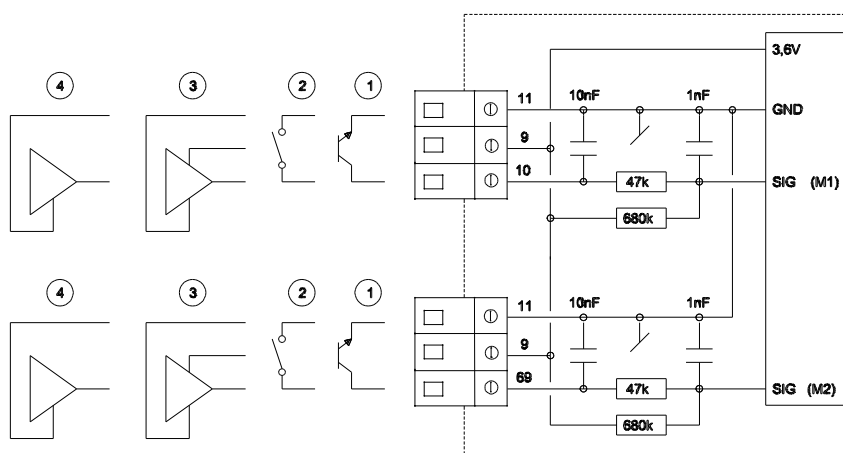 3,6V
4 3 2 1 11 10nF 1nF GND
9
10 47k SIG (M1)
680k
4 3 2 1 11 10nF 1nF
9
69 47k SIG (M2)
680k